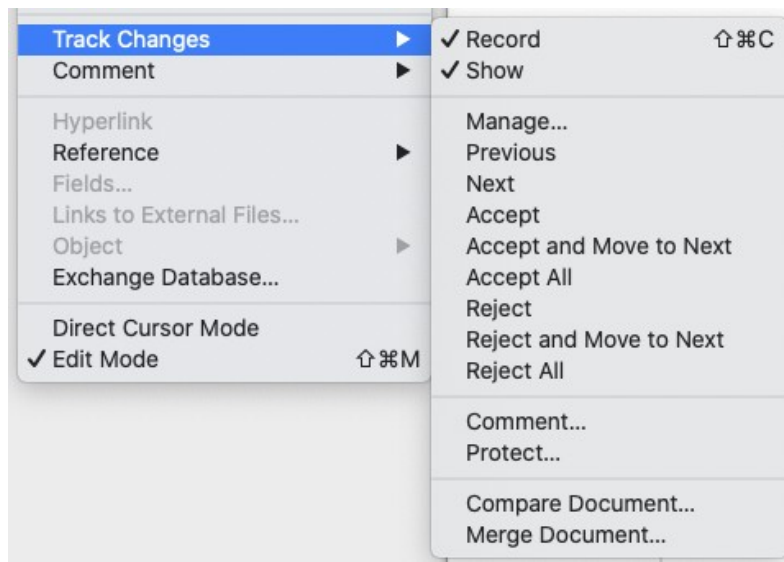 Track Changes ▶
Comment ▶
Hyperlink
Reference ▶
Fields...
Links to External Files...
Object ▶
Exchange Database...
Direct Cursor Mode
✓ Edit Mode ⇧⌘M
✓ Record ⇧⌘C
✓ Show
Manage...
Previous
Next
Accept
Accept and Move to Next
Accept All
Reject
Reject and Move to Next
Reject All
Comment...
Protect...
Compare Document...
Merge Document...